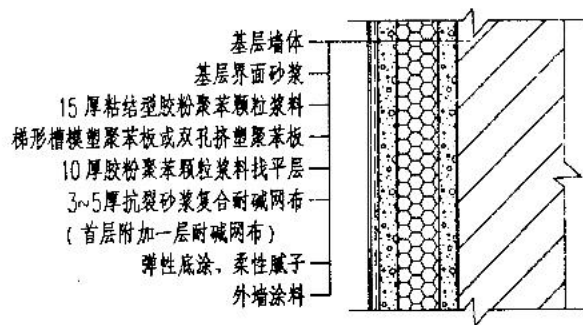 基层墙体
基层界面砂浆
15厚粘结型胶粉聚苯颗粒浆料
梯形槽模塑聚苯板或双孔挤塑聚苯板
10厚胶粉聚苯颗粒浆料找平层
3~5厚抗裂砂浆复合耐碱网布
(首层附加一层耐碱网布)
弹性底涂、柔性腻子
外墙涂料